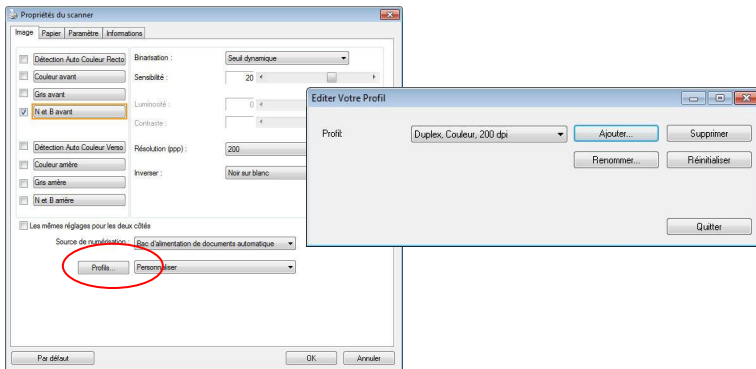 Propriétés du scanner
Image Papier Paramètre Informations
Détection Auto Couleur Recto
Couleur avant
Gris avant
N et B avant
Détection Auto Couleur Verso
Couleur arrière
Gris arrière
N et B arrière
Binarisation : Seuil dynamique
Sensibilité : 20
Luminosité : 0
Contraste :
Résolution (ppp) : 200
Inverser : Noir sur blanc
Les mêmes réglages pour les deux côtés
Source de numérisation : Bac d'alimentation de documents automatique
Profils... Personnaliser
Par défaut OK Annuler
Editer Votre Profil
Profil: Duplex, Couleur, 200 dpi Ajouter... Supprimer
Renommer... Réinitialiser
Quitter